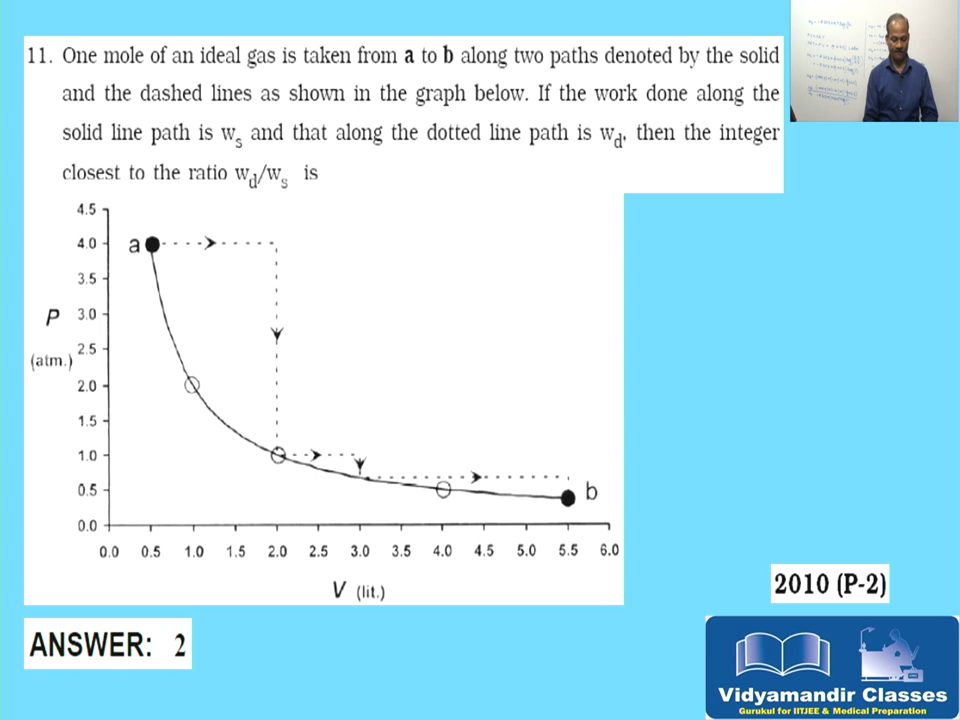 11. One mole of an ideal gas is taken from a to b along two paths denoted by the solid
and the dashed lines as shown in the graph below. If the work done along the
solid line path is wₛ and that along the dotted line path is w_d, then the integer
closest to the ratio w_d/wₛ is
4.5
4.0
3.5
3.0
2.5
2.0
1.5
1.0
0.5
0.0
P
(atm.)
a
b
0.0 0.5 1.0 1.5 2.0 2.5 3.0 3.5 4.0 4.5 5.0 5.5 6.0
V (lit.)
2010 (P-2)
ANSWER: 2
Vidyamandir Classes
Gurukul for IITJEE & Medical Preparation